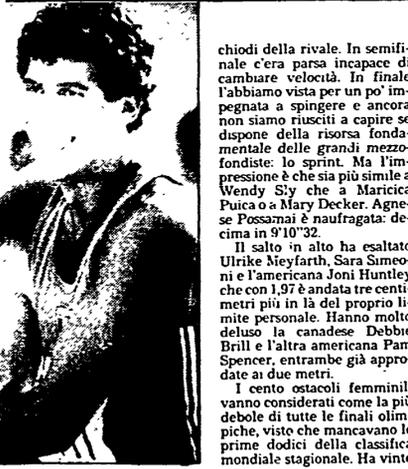 chiodi della rivale. In semifi-
nale c'era parsa incapace di
cambiare velocità. In finale
l'abbiamo vista per un po' im-
pegnata a spingere e ancora
non siamo riusciti a capire se
dispone della risorsa fonda-
mentale delle grandi mezzo-
fondiste: lo sprint. Ma l'im-
pressione è che sia più simile a
Wendy Sly che a Maricica
Puica o a Mary Decker. Agne-
se Possamai è naufragata: de-
cima in 9'10"32.
Il salto in alto ha esaltato
Ulrike Meyfarth, Sara Simeo-
ni e l'americana Joni Huntley
che con 1,97 è andata tre centi-
metri più in là del proprio li-
mite personale. Hanno molto
deluso la canadese Debbie
Brill e l'altra americana Pam
Spencer, entrambe già appro-
date ai due metri.
I cento ostacoli femminili
vanno considerati come la più
debole di tutte le finali olim-
piche, visto che mancavano le
prime dodici della classifica
mondiale stagionale. Ha vinto